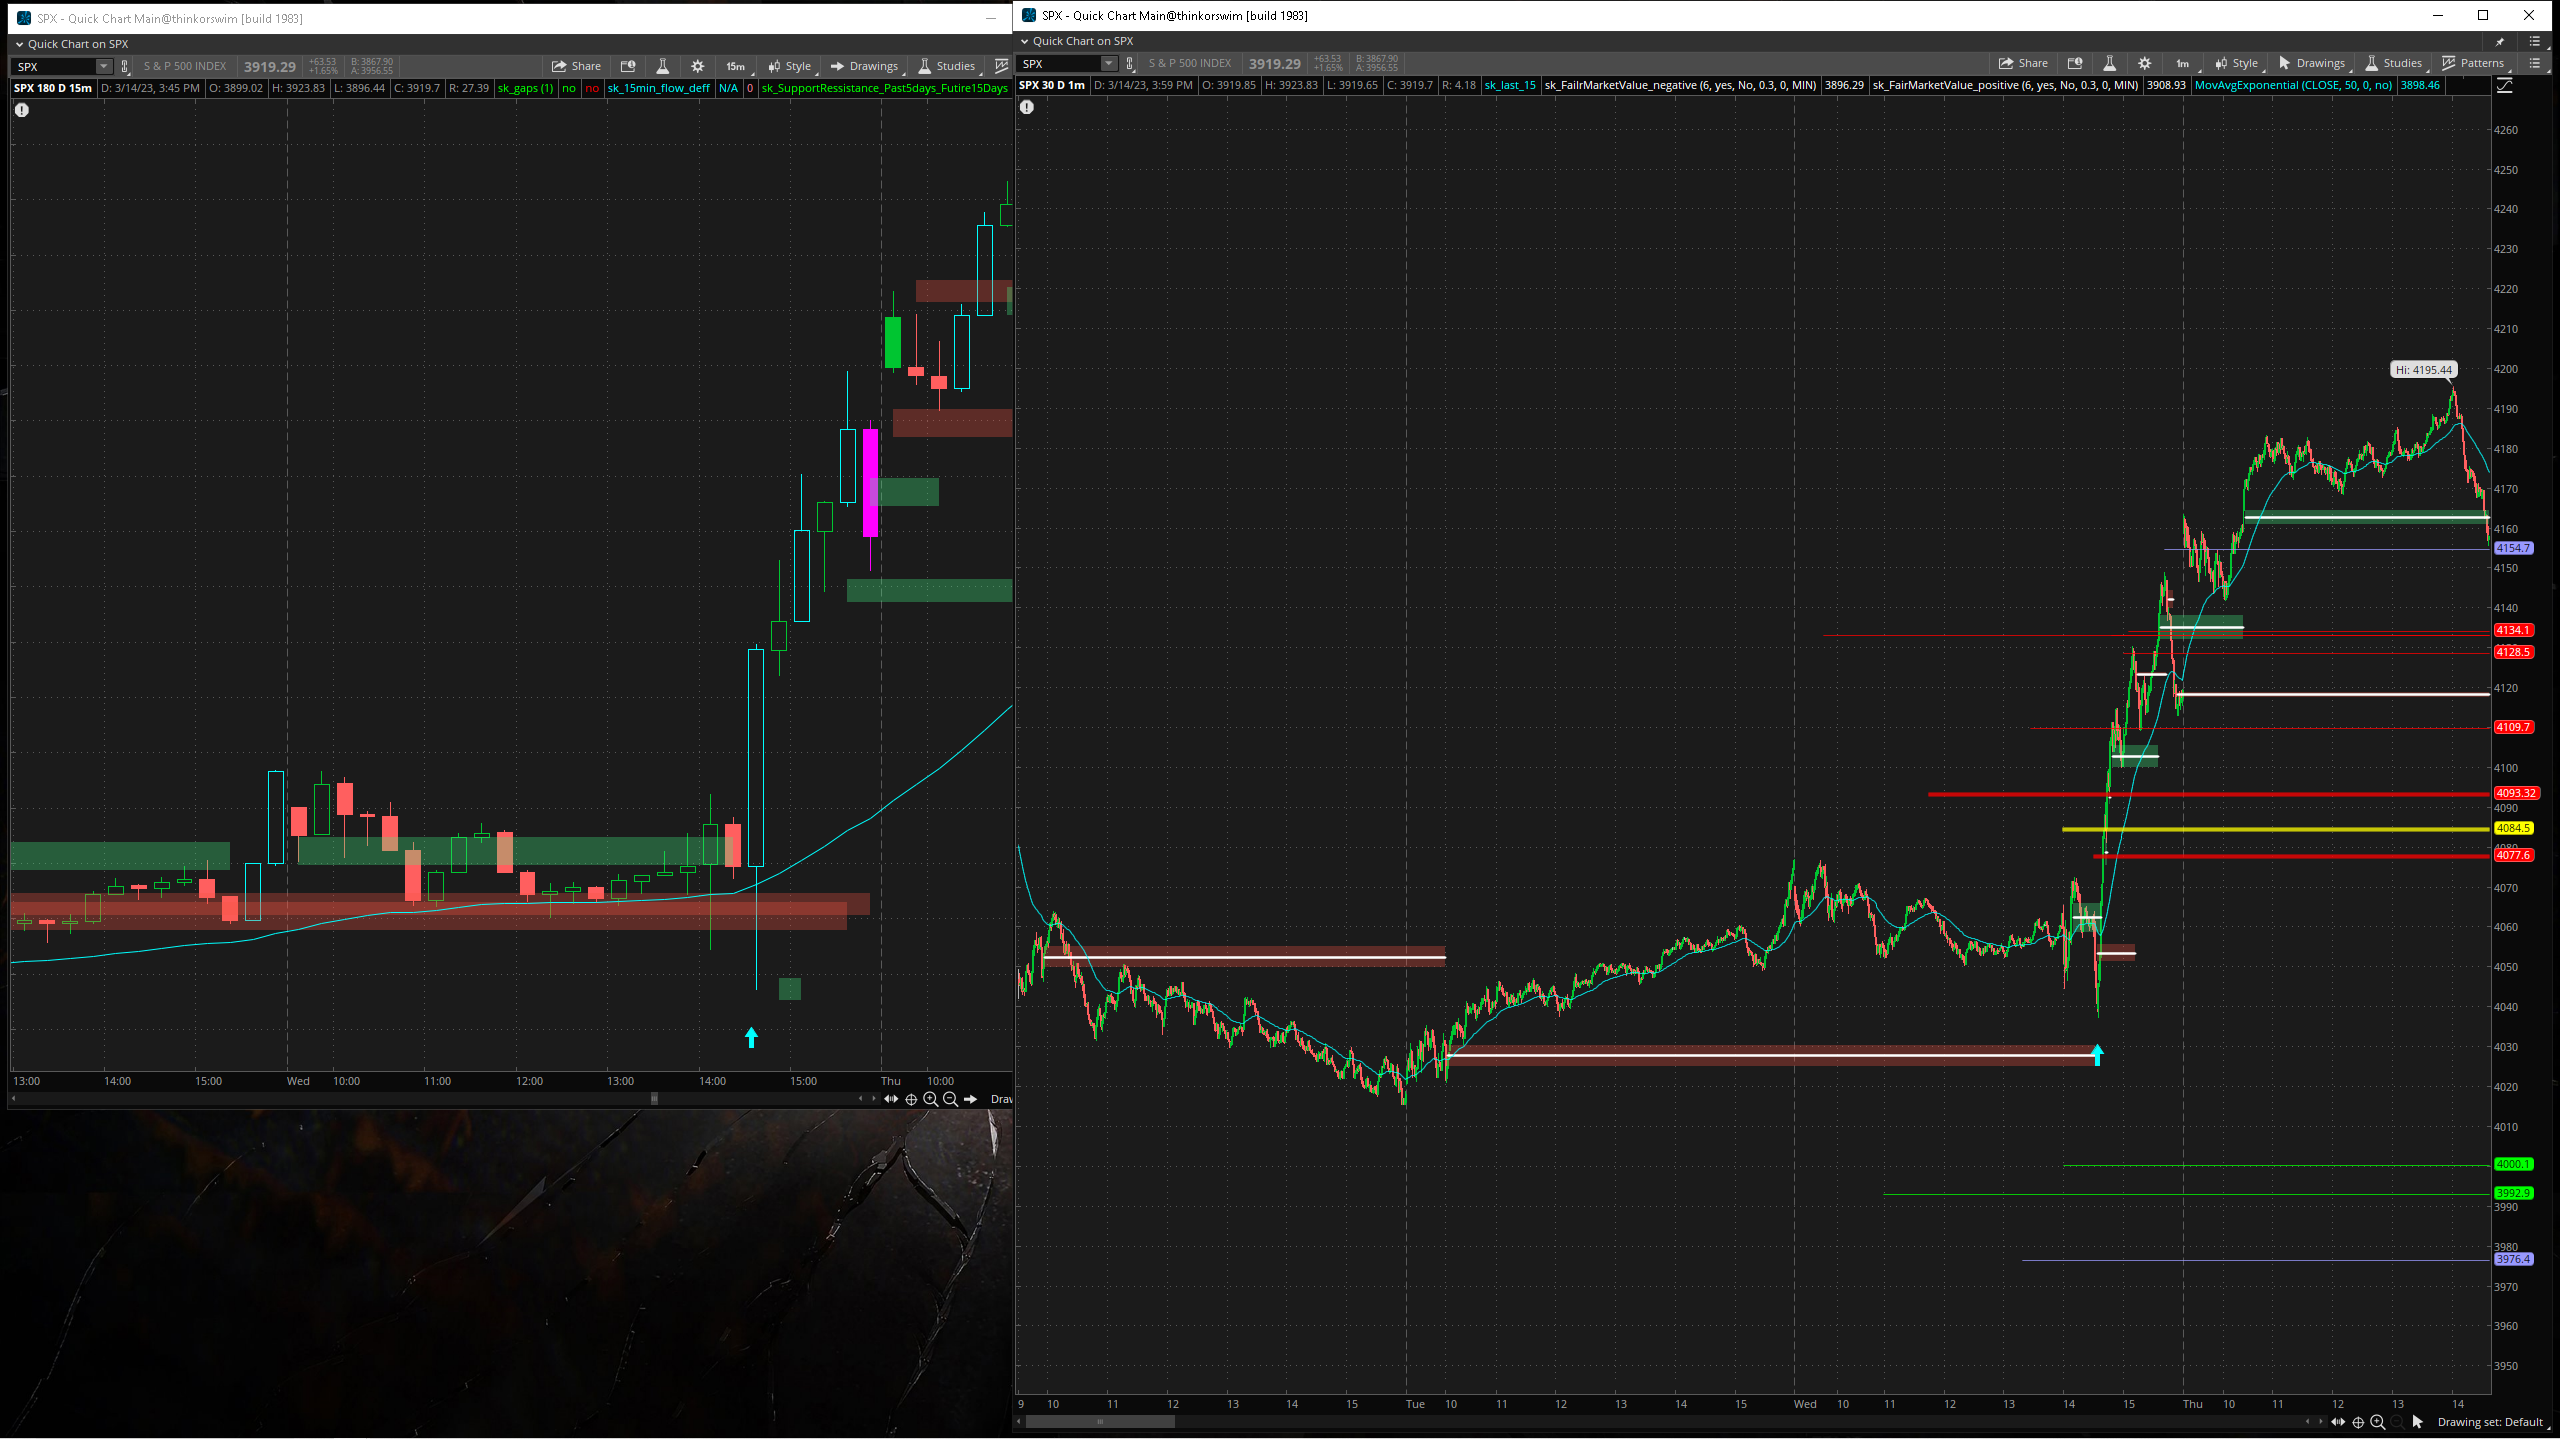 SPX - Quick Chart Main@thinkorswim [build 1983]
Quick Chart on SPX
SPX S & P 500 INDEX 3919.29 +63.53 +1.65% B: 3867.90 A: 3956.55 Share 15m Style Drawings Studies
SPX 180 D 15m D: 3/14/23, 3:45 PM O: 3899.02 H: 3923.83 L: 3896.44 C: 3919.7 R: 27.39 sk_gaps (1) no no sk_15min_flow_deff N/A 0 sk_SupportRessistance_Past5days_Futire15Days
13:00 14:00 15:00 Wed 10:00 11:00 12:00 13:00 14:00 15:00 Thu 10:00
Draw
SPX - Quick Chart Main@thinkorswim [build 1983]
Quick Chart on SPX
SPX S & P 500 INDEX 3919.29 +63.53 +1.65% B: 3867.90 A: 3956.55 Share 1m Style Drawings Studies Patterns
SPX 30 D 1m D: 3/14/23, 3:59 PM O: 3919.85 H: 3923.83 L: 3919.65 C: 3919.7 R: 4.18 sk_last_15 sk_FailrMarketValue_negative (6, yes, No, 0.3, 0, MIN) 3896.29 sk_FairMarketValue_positive (6, yes, No, 0.3, 0, MIN) 3908.93 MovAvgExponential (CLOSE, 50, 0, no) 3898.46
4260
4250
4240
4230
4220
4210
4200
Hi: 4195.44
4190
4180
4170
4160
4154.7
4150
4140
4134.1
4128.5
4120
4109.7
4100
4093.32
4090
4084.5
4077.6
4070
4060
4050
4040
4030
4020
4010
4000.1
3992.9
3990
3980
3976.4
3970
3960
3950
9 10 11 12 13 14 15 Tue 10 11 12 13 14 15 Wed 10 11 12 13 14 15 Thu 10 11 12 13 14
Drawing set: Default